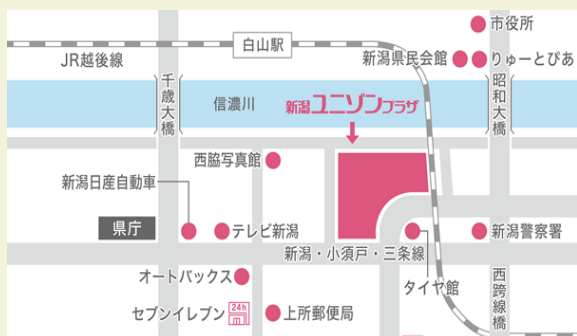 市役所
白山駅
JR越後線
新潟県民会館
りゅーとぴあ
千歳大橋
信濃川
新潟ユニゾンプラザ
昭和大橋
西脇写真館
新潟日産自動車
県庁
テレビ新潟
新潟警察署
新潟・小須戸・三条線
オートバックス
タイヤ館
西跨線橋
セブンイレブン
24h
上所郵便局